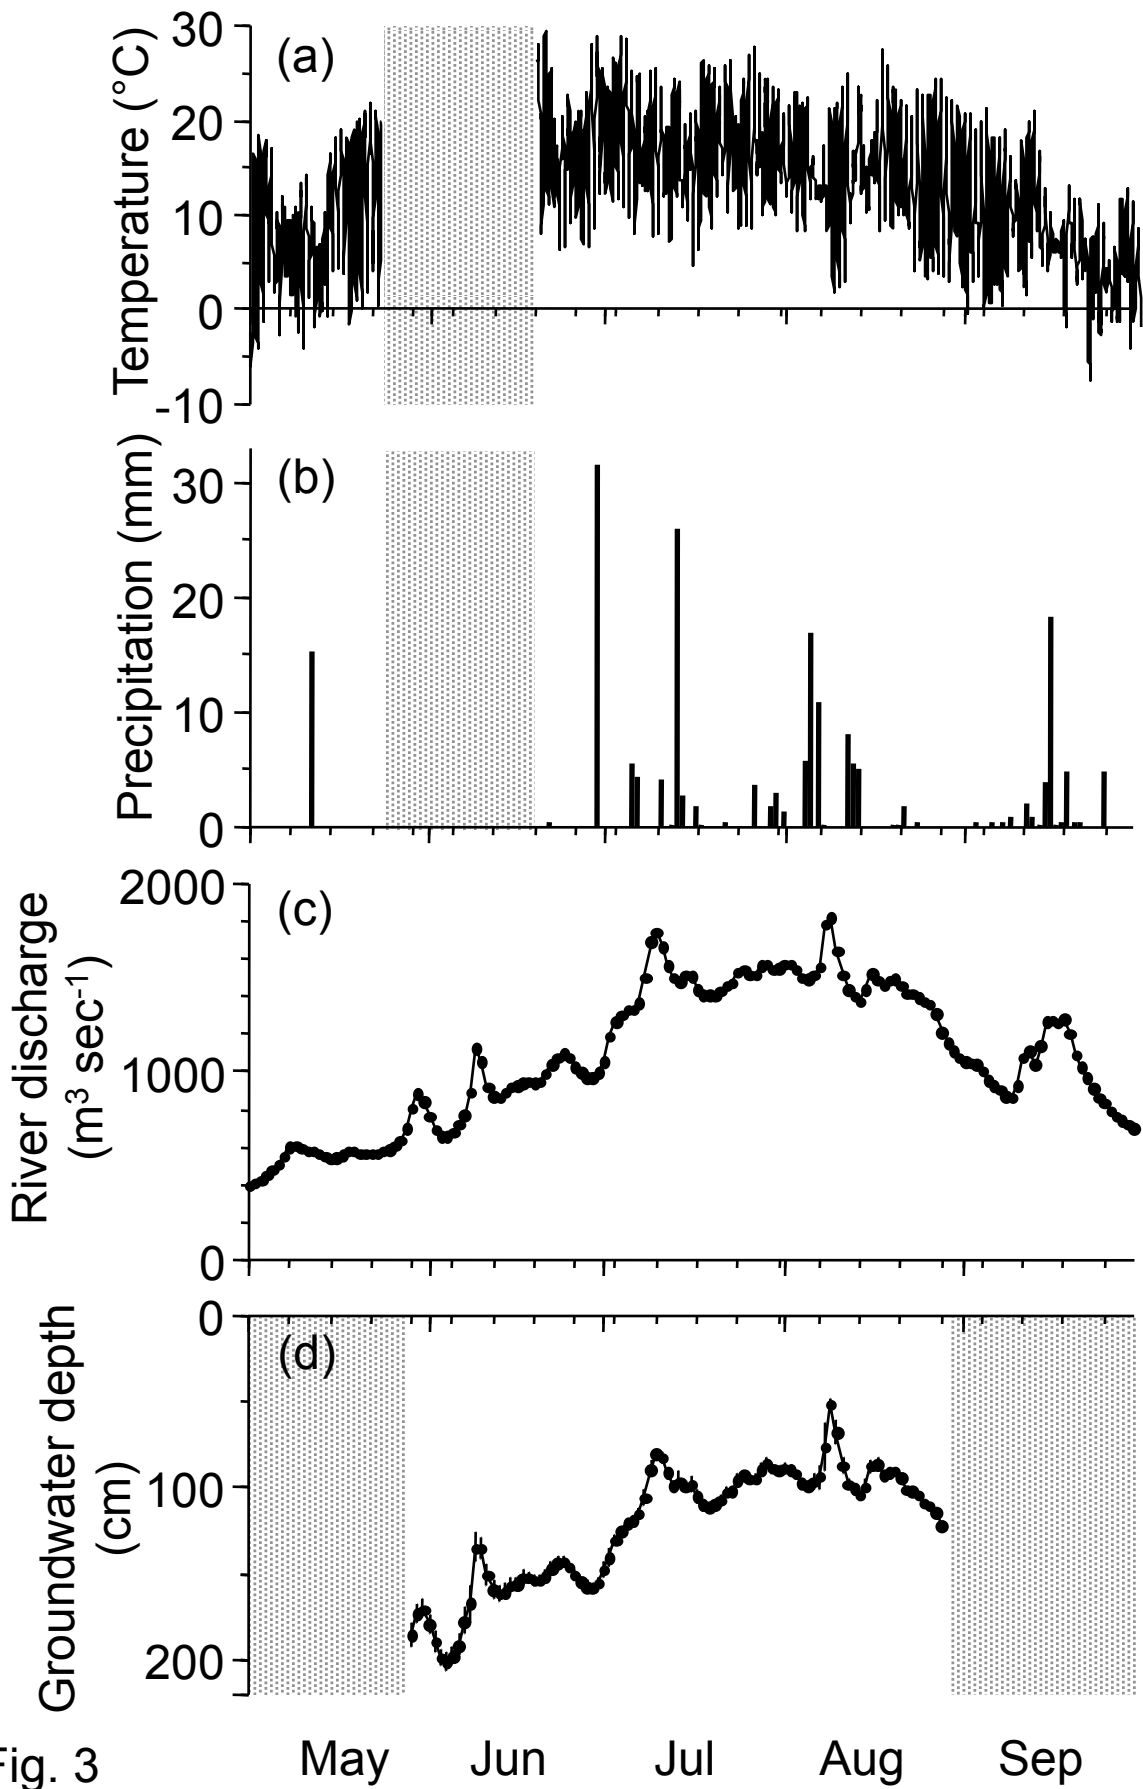 (a)
Temperature (°C)
30
20
10
0
-10
(b)
Precipitation (mm)
30
20
10
0
(c)
River discharge
(m³ sec⁻¹)
2000
1000
0
(d)
Groundwater depth
(cm)
0
100
200
May Jun Jul Aug Sep
Fig. 3